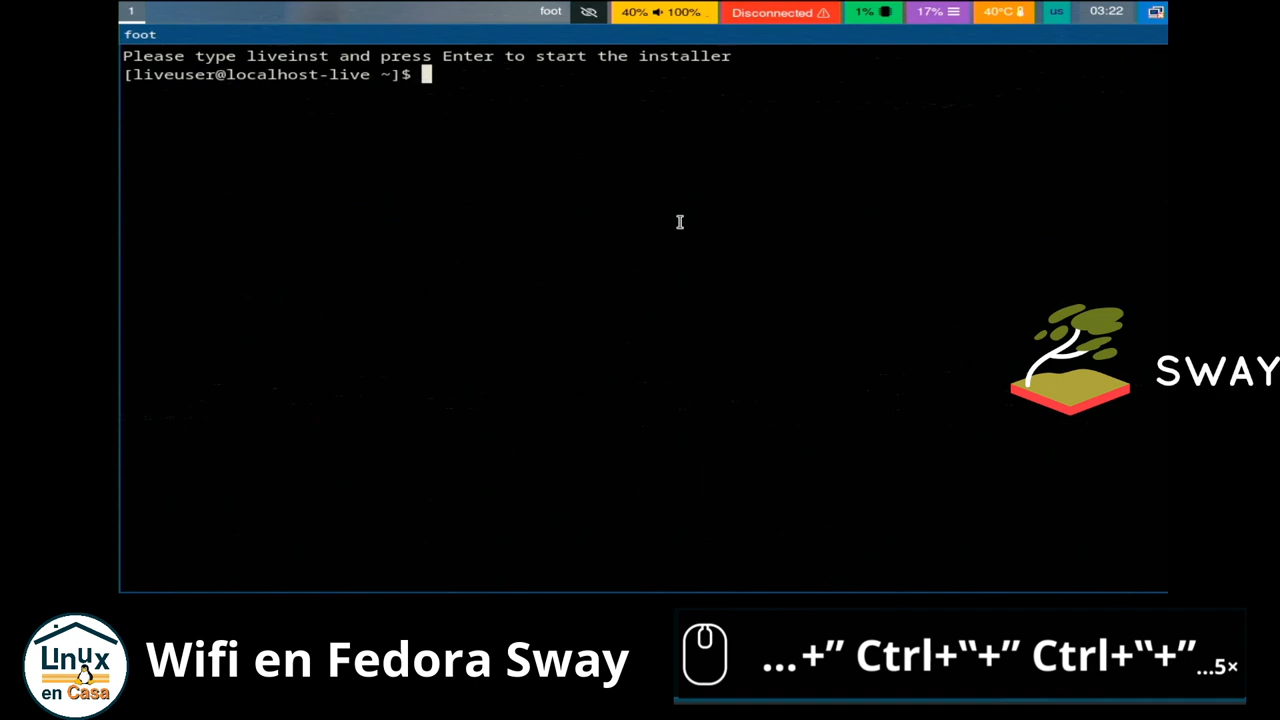 1 foot 40% 100% Disconnected 1% 17% 40°C us 03:22
foot
Please type liveinst and press Enter to start the installer
[liveuser@localhost-live ~]$
SWAY
Linux
en Casa
Wifi en Fedora Sway
...+” Ctrl+“+” Ctrl+“+”...5×